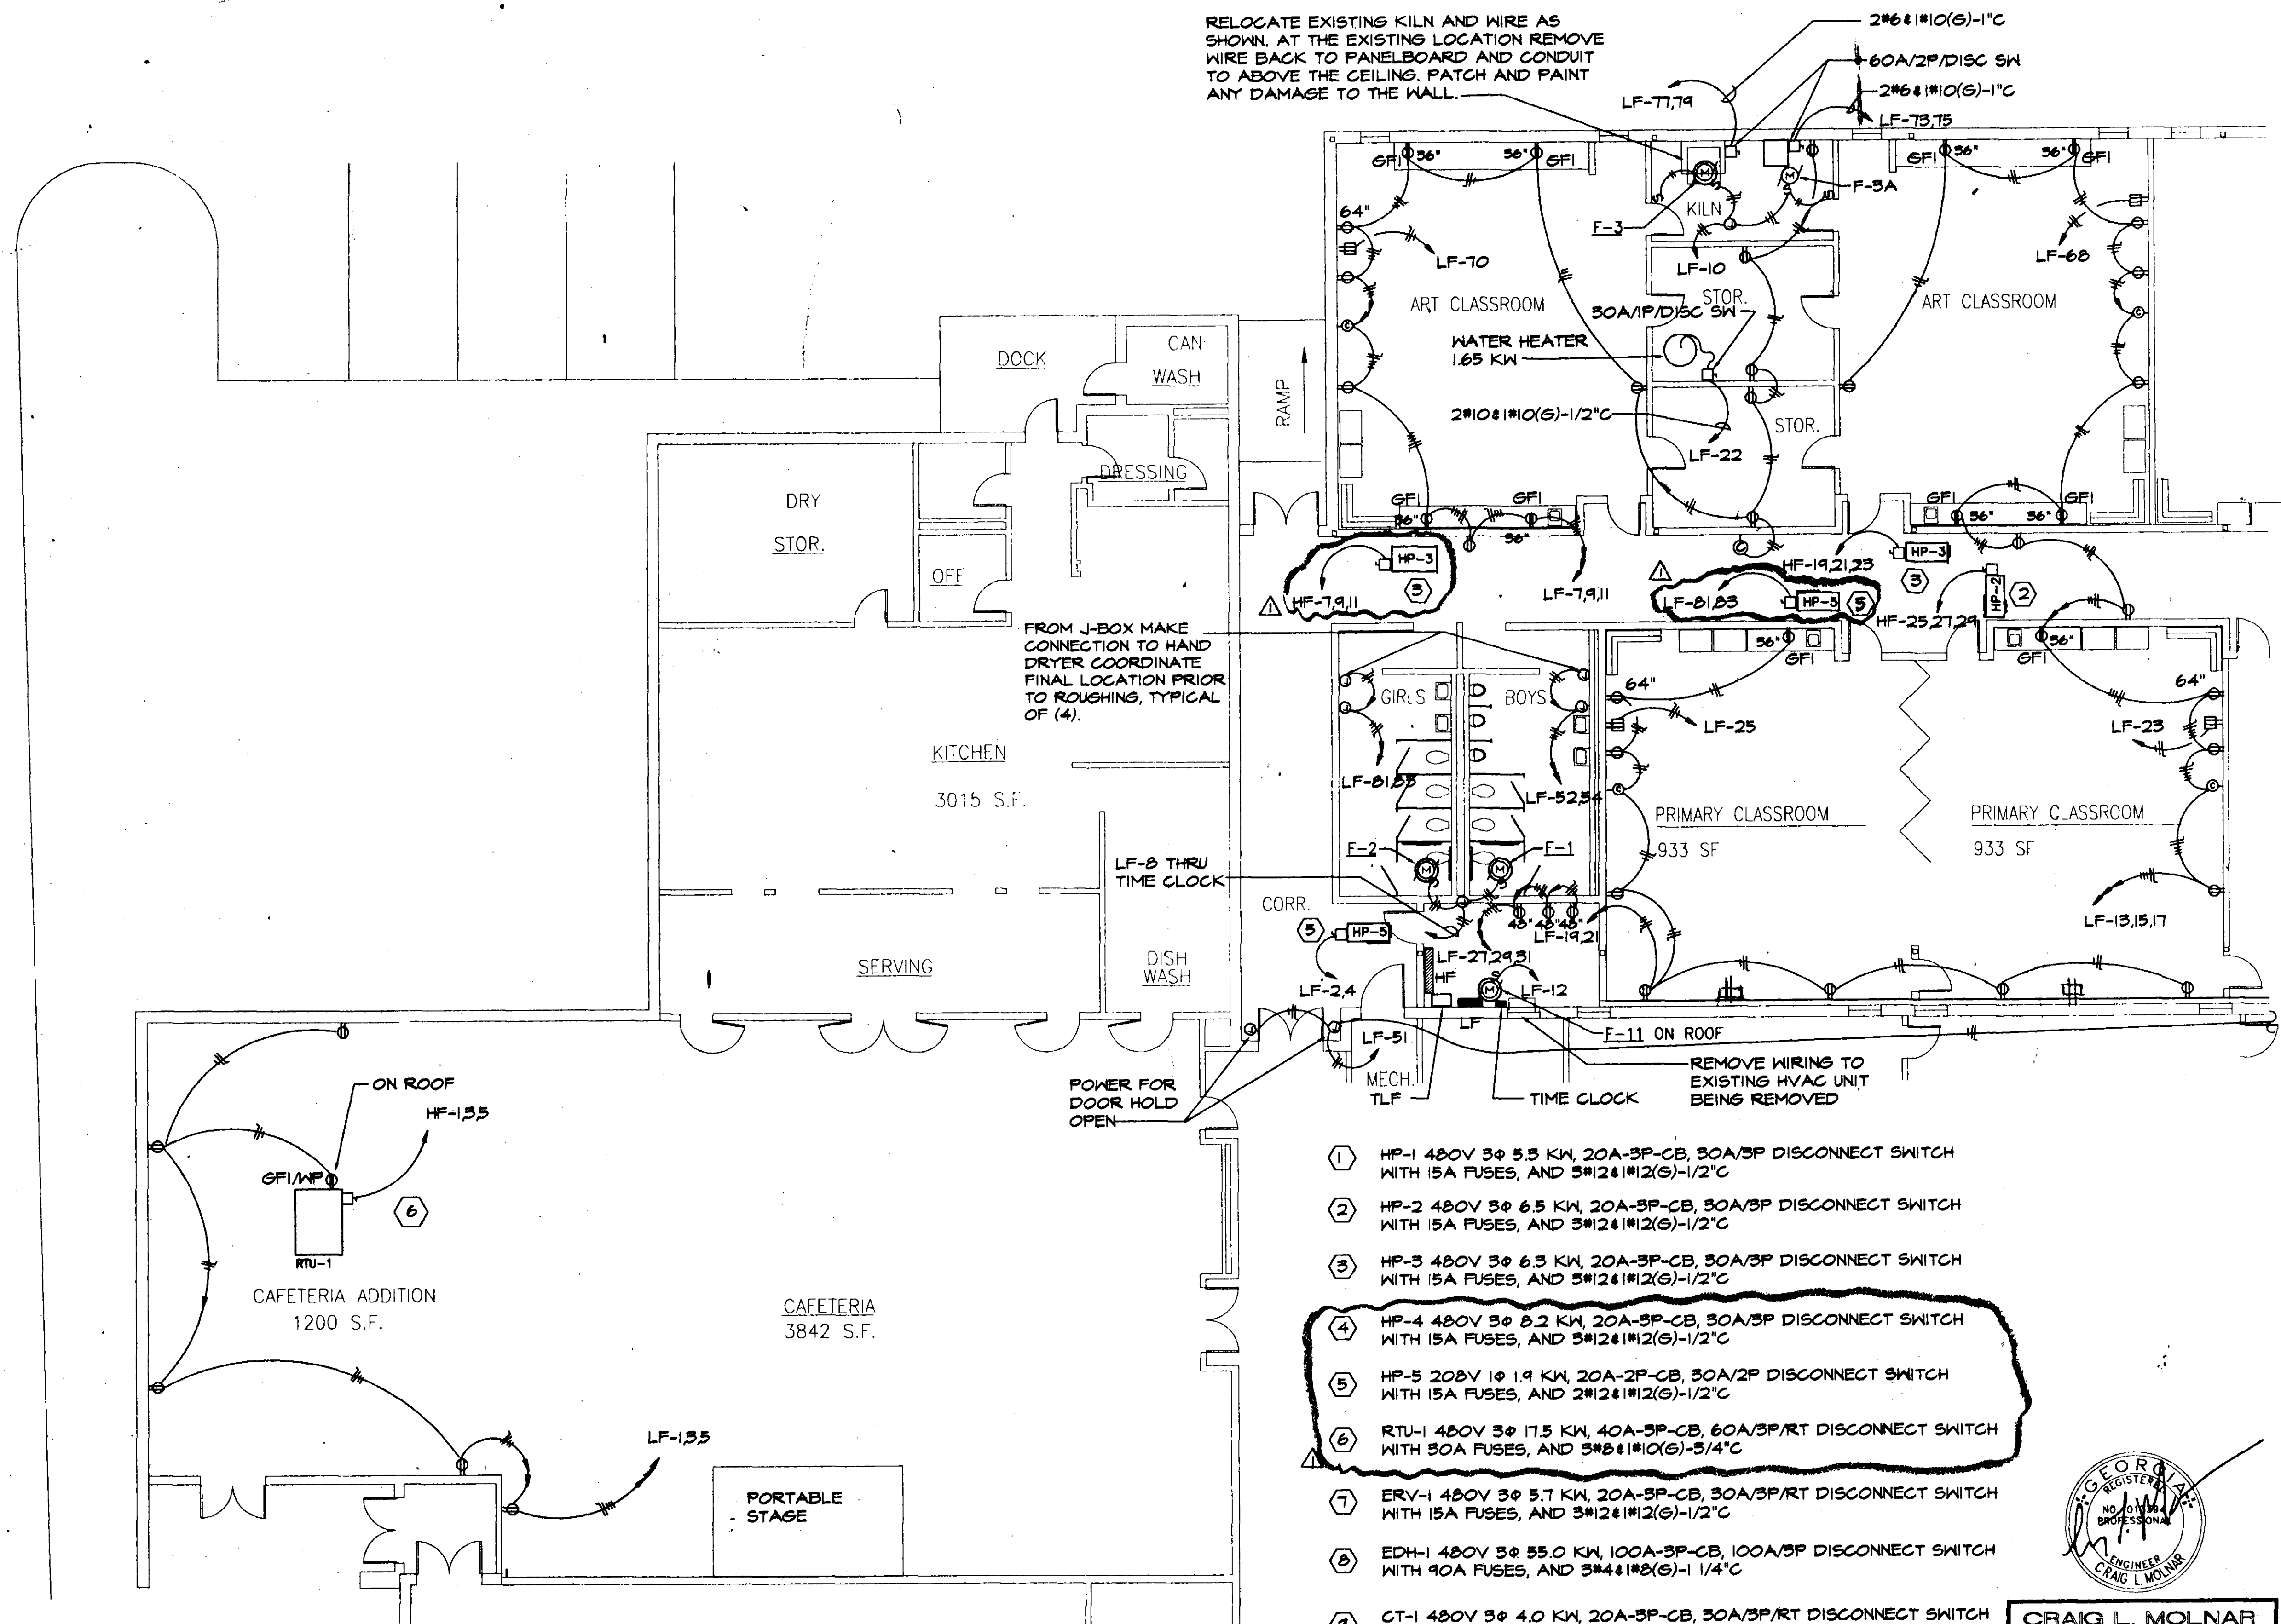 RELOCATE EXISTING KILN AND WIRE AS
SHOWN. AT THE EXISTING LOCATION REMOVE
WIRE BACK TO PANELBOARD AND CONDUIT
TO ABOVE THE CEILING. PATCH AND PAINT
ANY DAMAGE TO THE WALL.
2#6&1#10(G)-1"C
60A/2P/DISC SW
2#6&1#10(G)-1"C
LF-77,79
LF-73,75
GFI 36"
36" GFI
GFI 36"
36" GFI
M
M
F-3A
KILN
F-3
64"
LF-70
LF-10
LF-68
ART CLASSROOM
STOR.
ART CLASSROOM
30A/1P/DISC SW
WATER HEATER
1.65 KW
2#10&1#10(G)-1/2"C
STOR.
LF-22
DOCK
CAN
WASH
RAMP
DRESSING
DRY
STOR.
OFF
GFI
GFI
36"
36"
GFI
GFI
36"
36"
HP-3
3
HF-7,9,11
1
LF-7,9,11
1
LF-81,83
HP-5
5
HF-19,21,23
HP-3
3
HP-2
2
HF-25,27,29
FROM J-BOX MAKE
CONNECTION TO HAND
DRYER COORDINATE
FINAL LOCATION PRIOR
TO ROUGHING, TYPICAL
OF (4).
36"
GFI
36"
GFI
GIRLS
BOYS
64"
64"
LF-25
LF-23
KITCHEN
3015 S.F.
LF-81,83
LF-52,54
PRIMARY CLASSROOM
933 SF
PRIMARY CLASSROOM
933 SF
LF-8 THRU
TIME CLOCK
F-2
F-1
M
M
CORR.
48" 48" 48"
LF-19,21
LF-13,15,17
5
HP-5
LF-27,29,31
HF
SERVING
DISH
WASH
LF-2,4
M
LF-12
LF
LF-51
F-11 ON ROOF
REMOVE WIRING TO
EXISTING HVAC UNIT
BEING REMOVED
MECH.
TLF
TIME CLOCK
POWER FOR
DOOR HOLD
OPEN
ON ROOF
HF-1,3,5
GFI/WP
6
RTU-1
CAFETERIA ADDITION
1200 S.F.
CAFETERIA
3842 S.F.
LF-1,3,5
PORTABLE
STAGE
1 HP-1 480V 3Φ 5.3 KW, 20A-3P-CB, 30A/3P DISCONNECT SWITCH
WITH 15A FUSES, AND 3#12&1#12(G)-1/2"C
2 HP-2 480V 3Φ 6.5 KW, 20A-3P-CB, 30A/3P DISCONNECT SWITCH
WITH 15A FUSES, AND 3#12&1#12(G)-1/2"C
3 HP-3 480V 3Φ 6.3 KW, 20A-3P-CB, 30A/3P DISCONNECT SWITCH
WITH 15A FUSES, AND 3#12&1#12(G)-1/2"C
4 HP-4 480V 3Φ 8.2 KW, 20A-3P-CB, 30A/3P DISCONNECT SWITCH
WITH 15A FUSES, AND 3#12&1#12(G)-1/2"C
5 HP-5 208V 1Φ 1.9 KW, 20A-2P-CB, 30A/2P DISCONNECT SWITCH
WITH 15A FUSES, AND 2#12&1#12(G)-1/2"C
6 RTU-1 480V 3Φ 17.5 KW, 40A-3P-CB, 60A/3P/RT DISCONNECT SWITCH
WITH 30A FUSES, AND 3#8&1#10(G)-3/4"C
1
7 ERV-1 480V 3Φ 5.7 KW, 20A-3P-CB, 30A/3P/RT DISCONNECT SWITCH
WITH 15A FUSES, AND 3#12&1#12(G)-1/2"C
8 EDH-1 480V 3Φ 55.0 KW, 100A-3P-CB, 100A/3P DISCONNECT SWITCH
WITH 90A FUSES, AND 3#4&1#8(G)-1 1/4"C
CT-1 480V 3Φ 4.0 KW, 20A-3P-CB, 30A/3P/RT DISCONNECT SWITCH
GEORGIA
REGISTERED
NO.
PROFESSIONAL
ENGINEER
CRAIG L. MOLNAR
CRAIG L. MOLNAR